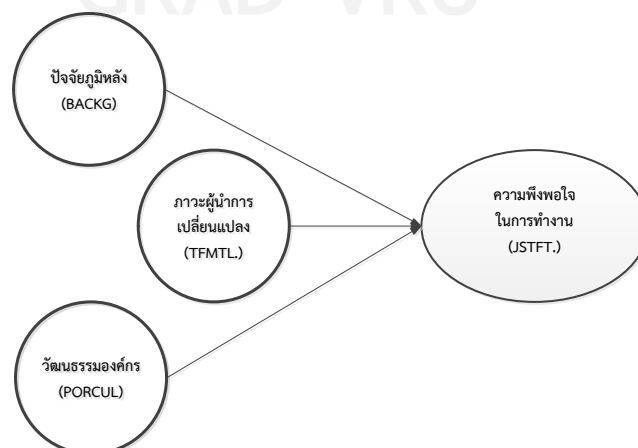 GRAD VRU
ปัจจัยภูมิหลัง
(BACKG)
ภาวะผู้นำการ
เปลี่ยนแปลง
(TFMTL.)
ความพึงพอใจ
ในการทำงาน
(JSTFT.)
วัฒนธรรมองค์กร
(PORCUL)